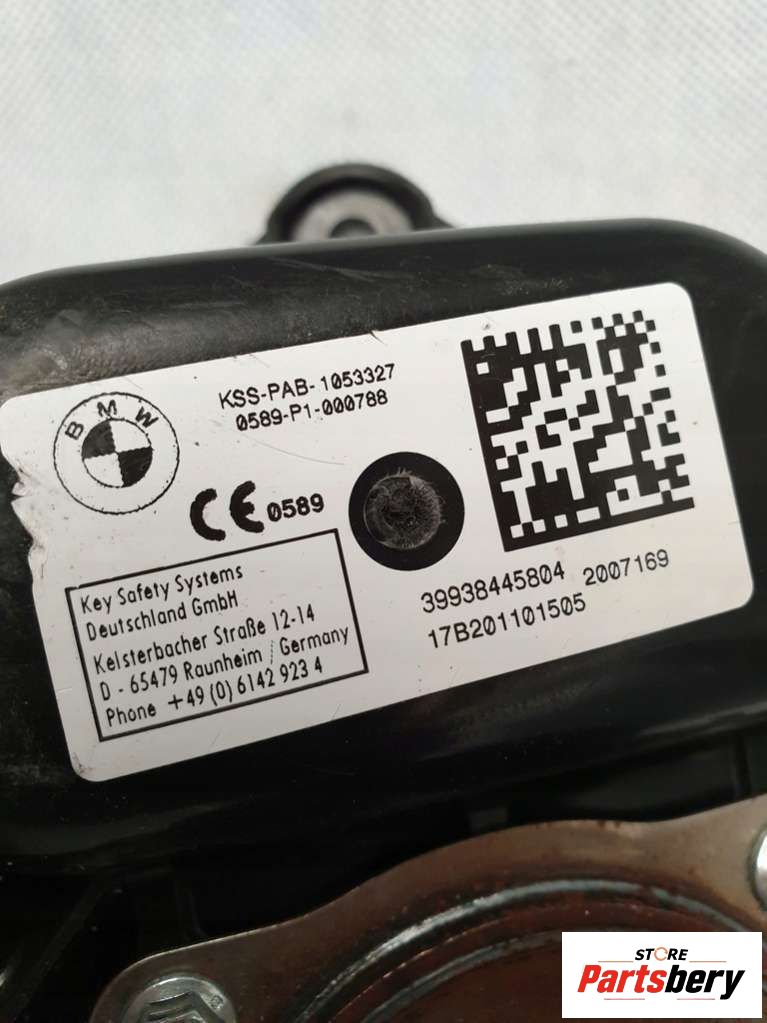 BMW
KSS-PAB-1053327
0589-P1-000788
CE 0589
Key Safety Systems
Deutschland GmbH
Kelsterbacher Straße 12-14
D - 65479 Raunheim / Germany
Phone +49 (0) 6142 923 4
39938445804 2007169
17B201101505
STORE
Partsbery